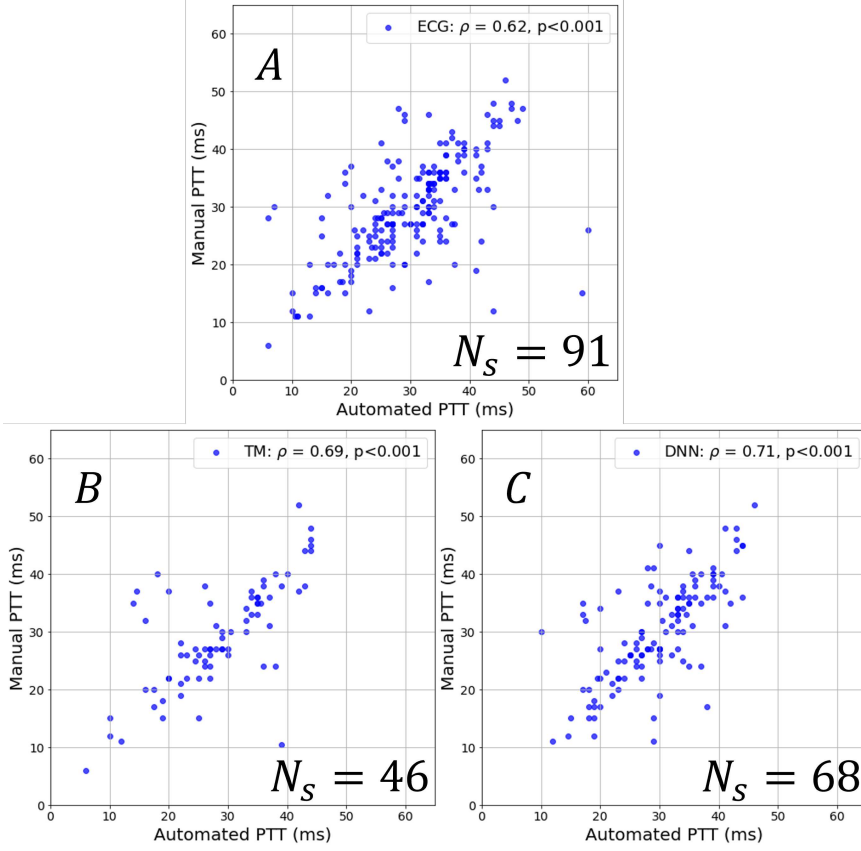 ECG: ρ = 0.62, p<0.001
A
60
50
40
30
20
10
0
Manual PTT (ms)
N_s = 91
0 10 20 30 40 50 60
Automated PTT (ms)
TM: ρ = 0.69, p<0.001
B
60
50
40
30
20
10
0
Manual PTT (ms)
N_s = 46
0 10 20 30 40 50 60
Automated PTT (ms)
DNN: ρ = 0.71, p<0.001
C
60
50
40
30
20
10
0
Manual PTT (ms)
N_s = 68
0 10 20 30 40 50 60
Automated PTT (ms)